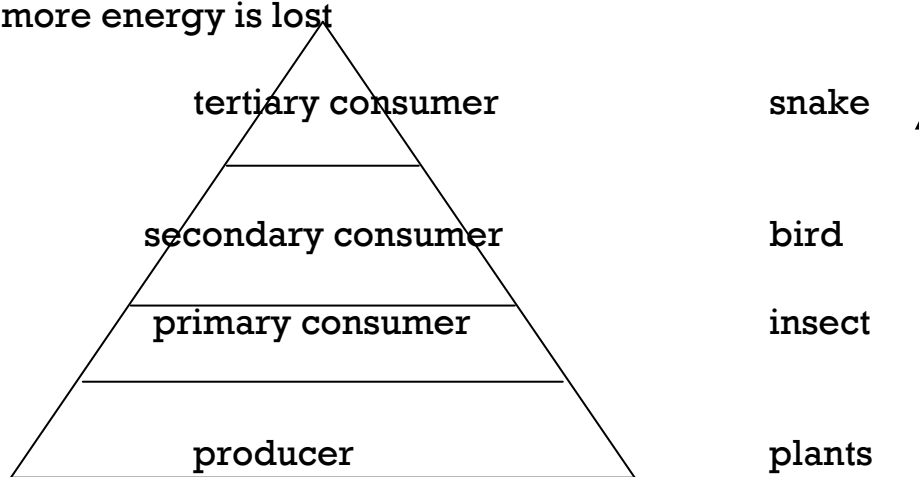 more energy is lost
tertiary consumer snake
secondary consumer bird
primary consumer insect
producer plants